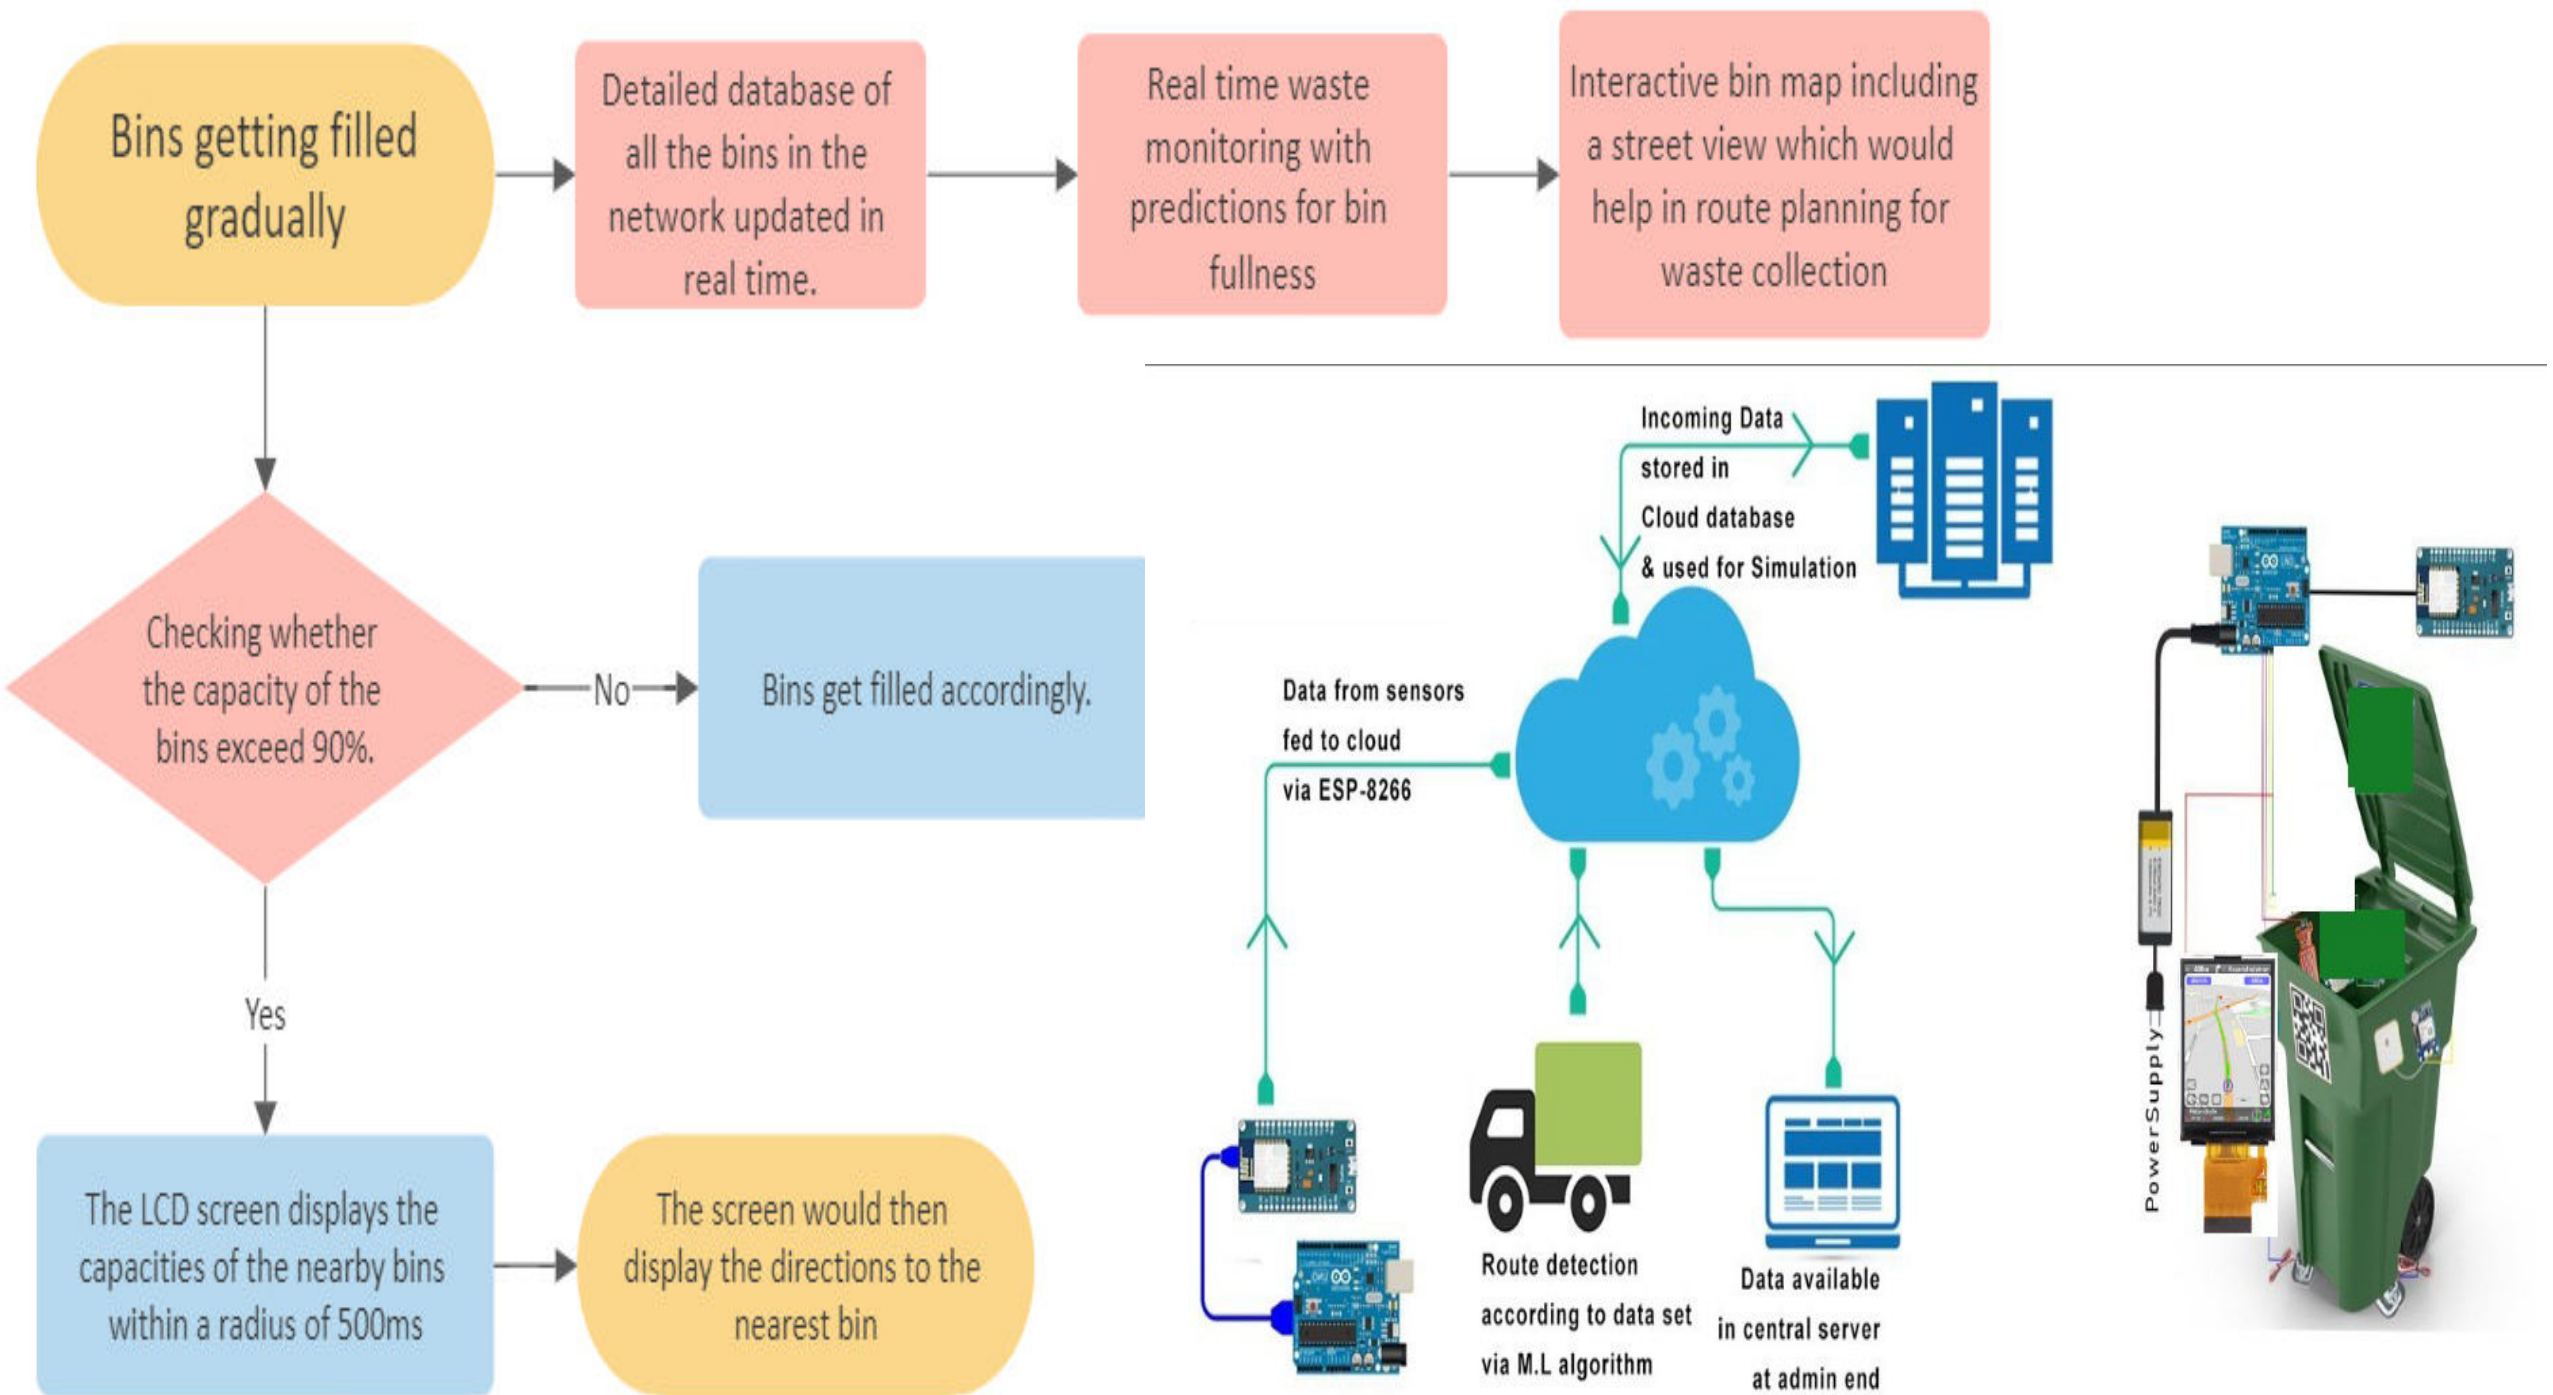 Bins getting filled
gradually
Detailed database of
all the bins in the
network updated in
real time.
Real time waste
monitoring with
predictions for bin
fullness
Interactive bin map including
a street view which would
help in route planning for
waste collection
Checking whether
the capacity of the
bins exceed 90%.
No
Bins get filled accordingly.
Yes
The LCD screen displays the
capacities of the nearby bins
within a radius of 500ms
The screen would then
display the directions to the
nearest bin
Incoming Data
stored in
Cloud database
& used for Simulation
Data from sensors
fed to cloud
via ESP-8266
Route detection
according to data set
via M.L algorithm
Data available
in central server
at admin end
PowerSupply